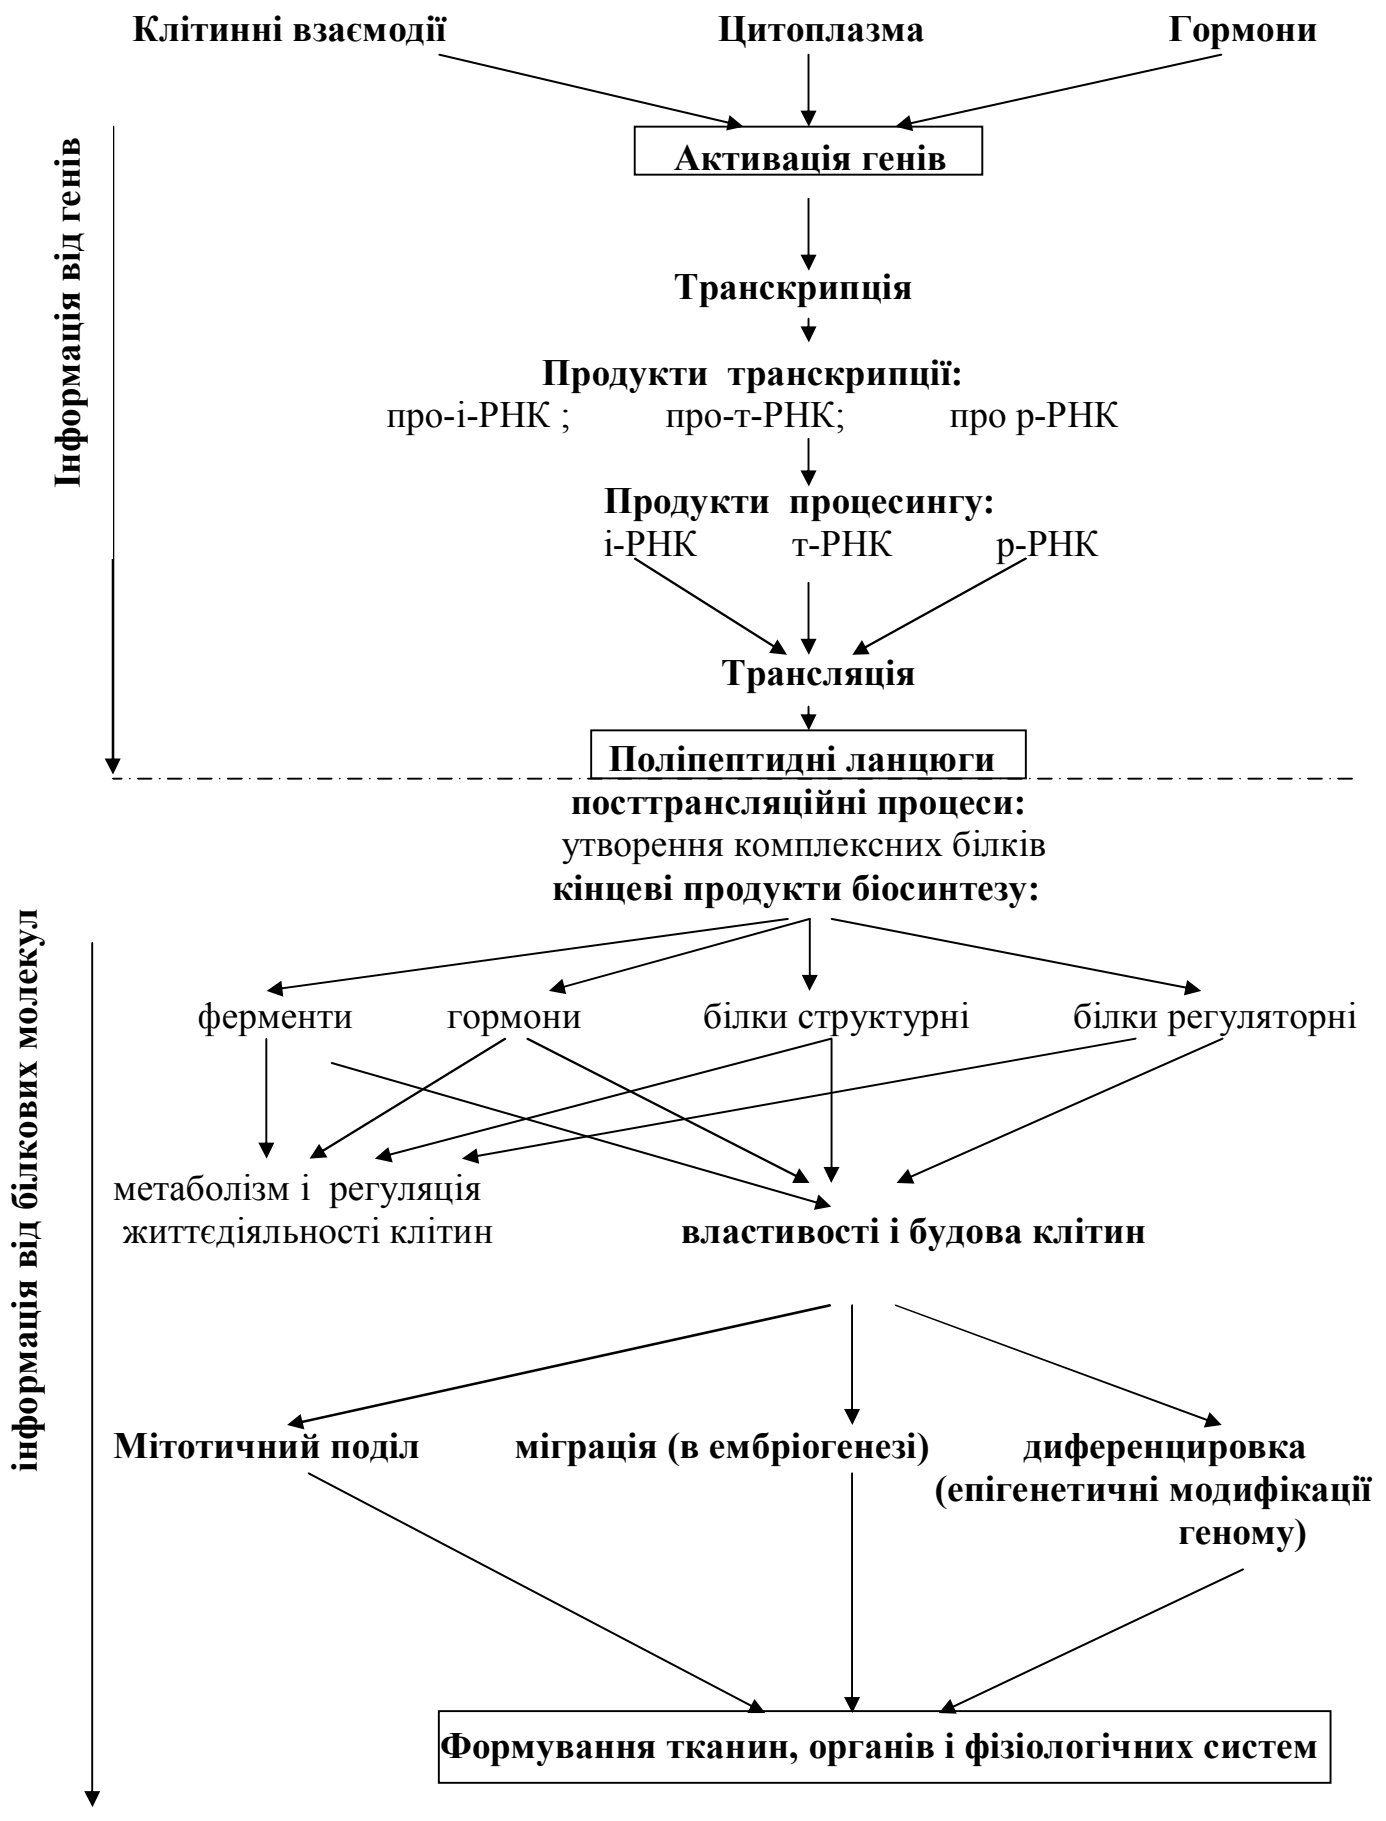 Клітинні взаємодії Цитоплазма Гормони
Інформація від генів
Активація генів
Транскрипція
Продукти транскрипції:
про-і-РНК ; про-т-РНК; про р-РНК
Продукти процесингу:
і-РНК т-РНК р-РНК
Трансляція
Поліпептидні ланцюги
посттрансляційні процеси:
утворення комплексних білків
кінцеві продукти біосинтезу:
інформація від білкових молекул
ферменти гормони білки структурні білки регуляторні
метаболізм і регуляція
життєдіяльності клітин властивості і будова клітин
Мітотичний поділ міграція (в ембріогенезі) диференцировка
(епігенетичні модифікації
геному)
Формування тканин, органів і фізіологічних систем